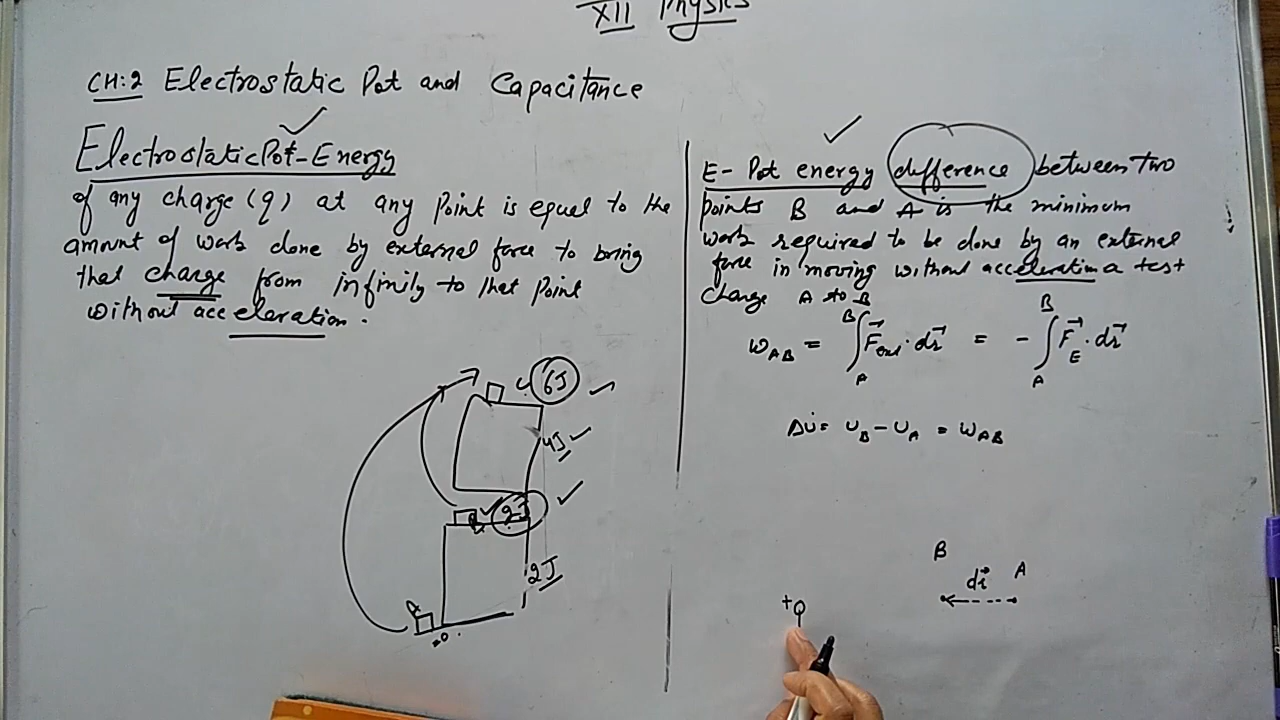 XII Physics
CH:2 Electrostatic Pot and Capacitance
Electrostatic Pot-Energy
of any charge (q) at any point is equal to the
amount of work done by external force to bring
that charge from infinity to that point
without acceleration.
6J
4J
2J
2J
A
E- Pot energy difference between two
points B and A is the minimum
work required to be done by an external
force in moving without acceleration a test
charge A to B
W_AB = ∫_A^B F⃗_ext · dr⃗ = - ∫_A^B F⃗_E · dr⃗
ΔU = U_B - U_A = W_AB
B
dr⃗ A
+Q